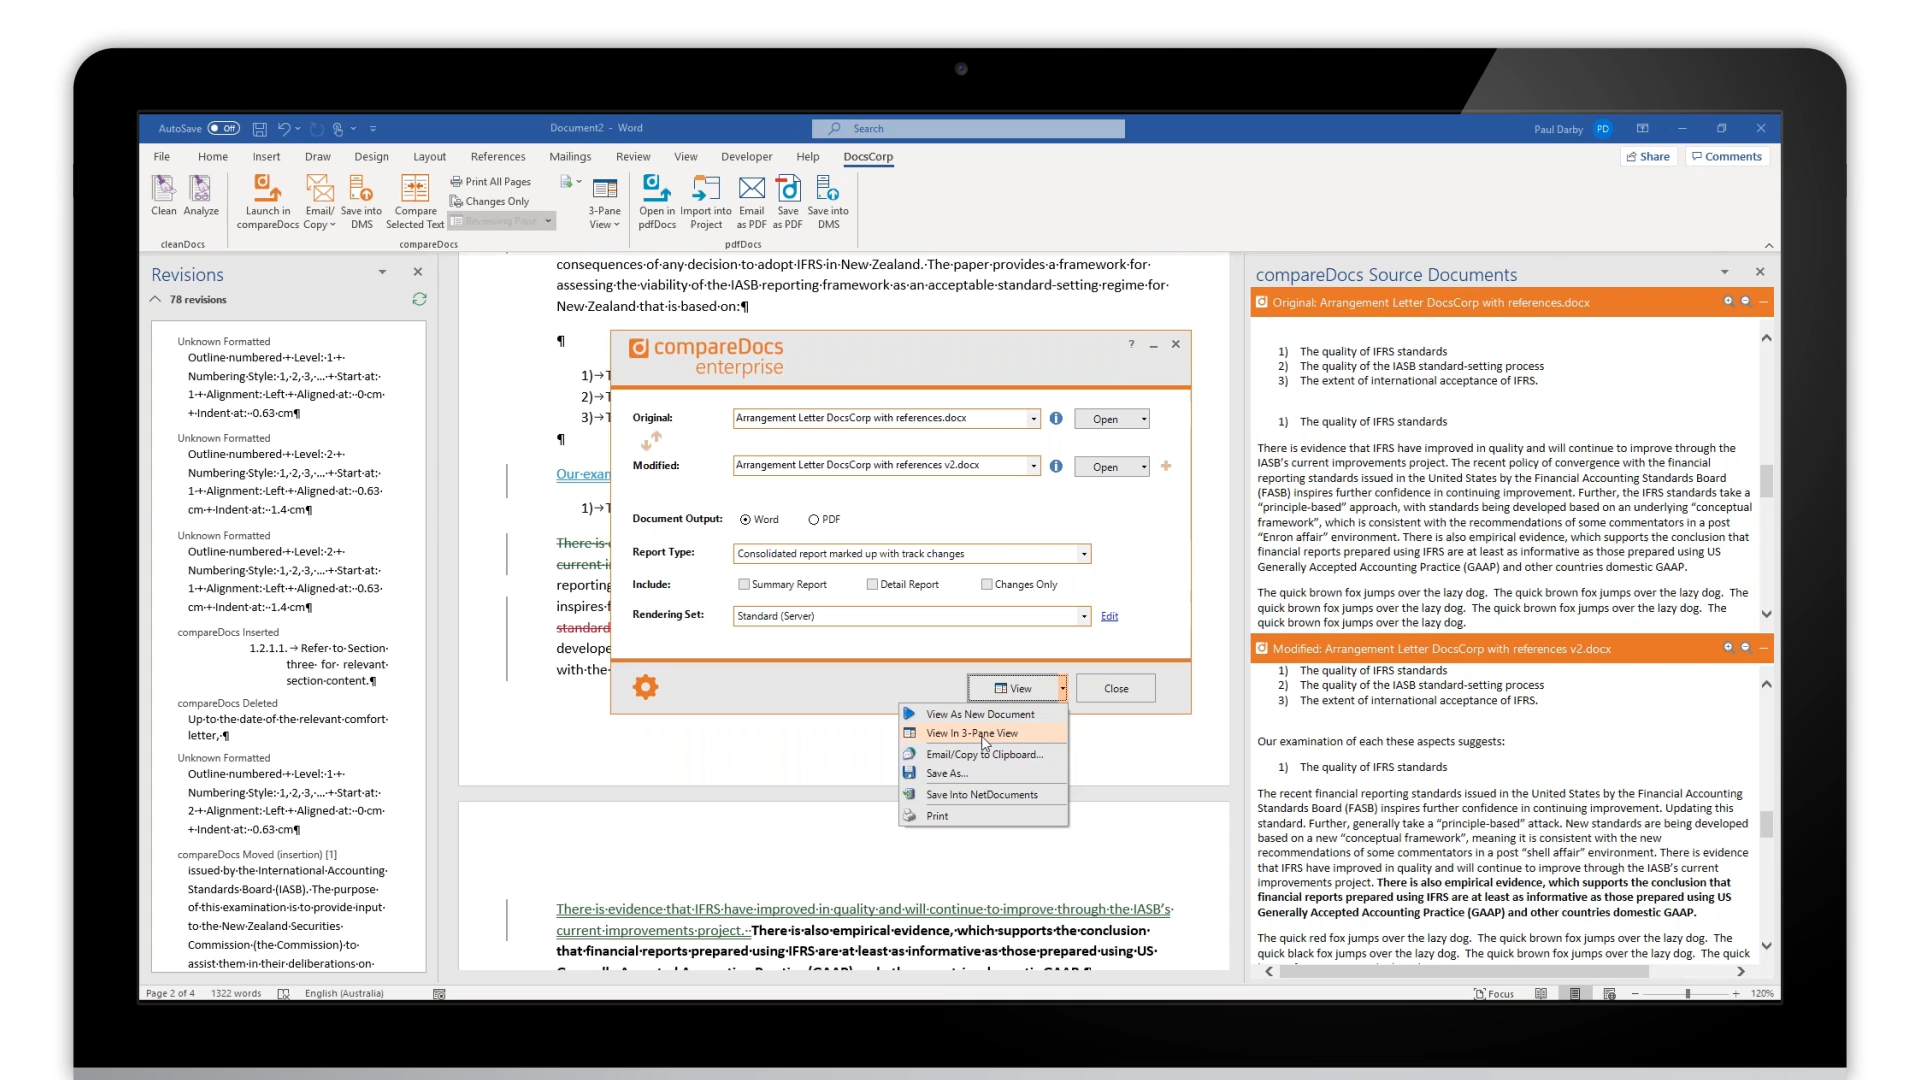 AutoSave Off
Document2 - Word
Search
Paul Darby PD
File Home Insert Draw Design Layout References Mailings Review View Developer Help DocsCorp
Share Comments
Clean Analyze
cleanDocs
Launch in compareDocs
Email/ Copy
Save into DMS
Compare Selected Text
Print All Pages
Changes Only
Reviewing Pane
3-Pane View
compareDocs
Open in pdfDocs
Import into Project
Email as PDF
Save as PDF
Save into DMS
pdfDocs
Revisions
78 revisions
Unknown Formatted
Outline·numbered·+·Level:·1·+·
Numbering·Style:·1,·2,·3,·…·+·Start·at:·
1·+·Alignment:·Left·+·Aligned·at:··0·cm·
+·Indent·at:··0.63·cm¶
Unknown Formatted
Outline·numbered·+·Level:·2·+·
Numbering·Style:·1,·2,·3,·…·+·Start·at:·
1·+·Alignment:·Left·+·Aligned·at:··0.63·
cm·+·Indent·at:··1.4·cm¶
Unknown Formatted
Outline·numbered·+·Level:·2·+·
Numbering·Style:·1,·2,·3,·…·+·Start·at:·
1·+·Alignment:·Left·+·Aligned·at:··0.63·
cm·+·Indent·at:··1.4·cm¶
compareDocs Inserted
1.2.1.1. → Refer·to·Section·
three· for· relevant·
section·content.¶
compareDocs Deleted
Up·to·the·date·of·the·relevant·comfort·
letter,·¶
Unknown Formatted
Outline·numbered·+·Level:·1·+·
Numbering·Style:·1,·2,·3,·…·+·Start·at:·
2·+·Alignment:·Left·+·Aligned·at:··0·cm·
+·Indent·at:··0.63·cm¶
compareDocs Moved (insertion) [1]
issued·by·the·International·Accounting·
Standards·Board·(IASB).·The·purpose·
of·this·examination·is·to·provide·input·
to·the·New·Zealand·Securities·
Commission·(the·Commission)·to·
assist·them·in·their·deliberations·on·
consequences·of·any·decision·to·adopt·IFRS·in·New·Zealand.·The·paper·provides·a·framework·for·
assessing·the·viability·of·the·IASB·reporting·framework·as·an·acceptable·standard-setting·regime·for·
New·Zealand·that·is·based·on:¶
¶
1)→T
2)→T
3)→T
¶
Our·exam
1)→T
There·is·
current·i
reporting
inspires·f
standard
develope
with·the·
compareDocs
enterprise
? _ ×
Original: Arrangement Letter DocsCorp with references.docx Open
Modified: Arrangement Letter DocsCorp with references v2.docx Open
Document Output: Word PDF
Report Type: Consolidated report marked up with track changes
Include: Summary Report Detail Report Changes Only
Rendering Set: Standard (Server) Edit
View Close
View As New Document
View In 3-Pane View
Email/Copy to Clipboard...
Save As...
Save Into NetDocuments
Print
There·is·evidence·that·IFRS·have·improved·in·quality·and·will·continue·to·improve·through·the·IASB's·
current·improvements·project.··There·is·also·empirical·evidence,·which·supports·the·conclusion·
that·financial·reports·prepared·using·IFRS·are·at·least·as·informative·as·those·prepared·using·US·
compareDocs Source Documents
Original: Arrangement Letter DocsCorp with references.docx
1) The quality of IFRS standards
2) The quality of the IASB standard-setting process
3) The extent of international acceptance of IFRS.
1) The quality of IFRS standards
There is evidence that IFRS have improved in quality and will continue to improve through the
IASB's current improvements project. The recent policy of convergence with the financial
reporting standards issued in the United States by the Financial Accounting Standards Board
(FASB) inspires further confidence in continuing improvement. Further, the IFRS standards take a
“principle-based” approach, with standards being developed based on an underlying “conceptual
framework”, which is consistent with the recommendations of some commentators in a post
“Enron affair” environment. There is also empirical evidence, which supports the conclusion that
financial reports prepared using IFRS are at least as informative as those prepared using US
Generally Accepted Accounting Practice (GAAP) and other countries domestic GAAP.
The quick brown fox jumps over the lazy dog. The quick brown fox jumps over the lazy dog. The
quick brown fox jumps over the lazy dog. The quick brown fox jumps over the lazy dog. The
quick brown fox jumps over the lazy dog.
Modified: Arrangement Letter DocsCorp with references v2.docx
1) The quality of IFRS standards
2) The quality of the IASB standard-setting process
3) The extent of international acceptance of IFRS.
Our examination of each these aspects suggests:
1) The quality of IFRS standards
The recent financial reporting standards issued in the United States by the Financial Accounting
Standards Board (FASB) inspires further confidence in continuing improvement. Updating this
standard. Further, generally take a “principle-based” attack. New standards are being developed
based on a new “conceptual framework”, meaning it is consistent with the new
recommendations of some commentators in a post “shell affair” environment. There is evidence
that IFRS have improved in quality and will continue to improve through the IASB's current
improvements project. There is also empirical evidence, which supports the conclusion that
financial reports prepared using IFRS are at least as informative as those prepared using US
Generally Accepted Accounting Practice (GAAP) and other countries domestic GAAP.
The quick red fox jumps over the lazy dog. The quick brown fox jumps over the lazy dog. The
quick black fox jumps over the lazy dog. The quick brown fox jumps over the lazy dog. The quick
Page 2 of 4 1322 words English (Australia)
Focus 120%